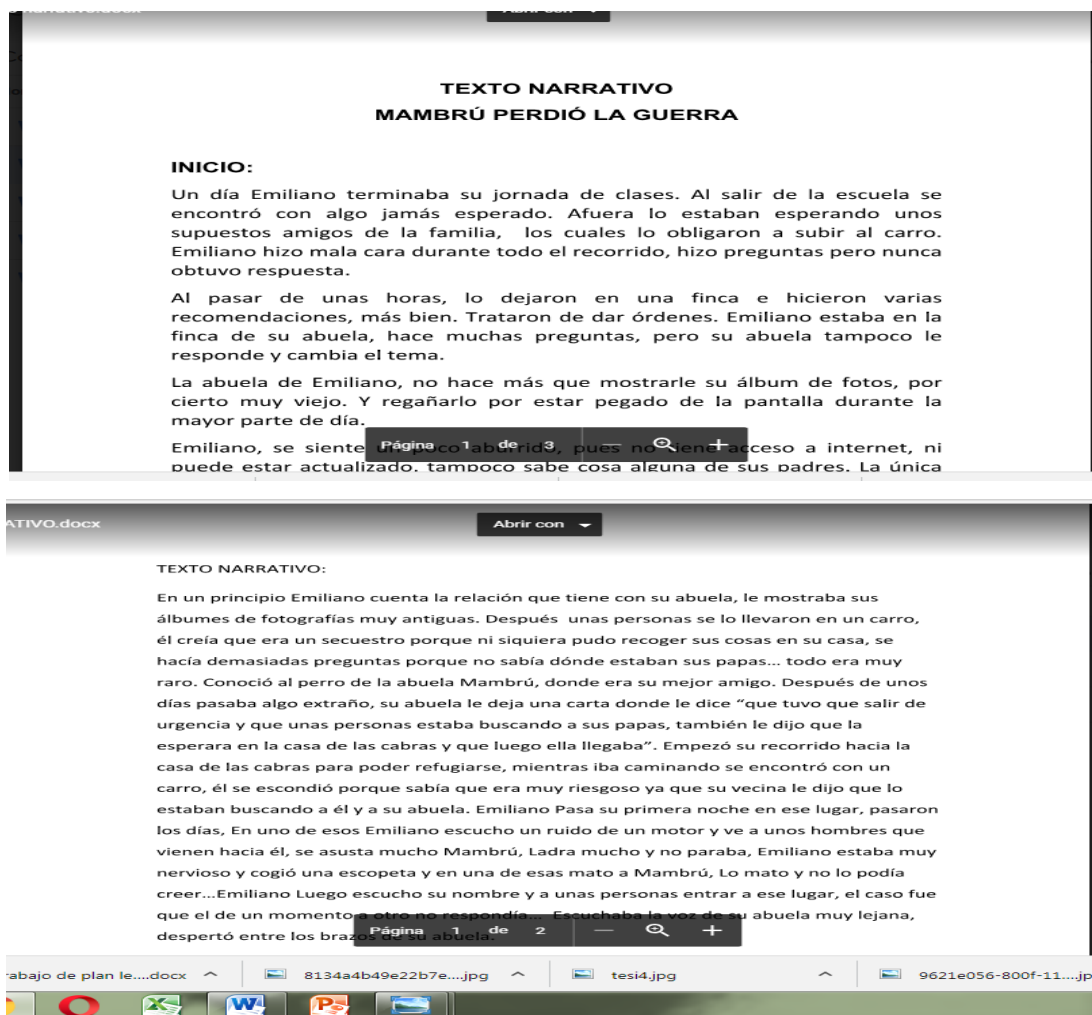 TEXTO NARRATIVO
MAMBRÚ PERDIÓ LA GUERRA
INICIO:
Un día Emiliano terminaba su jornada de clases. Al salir de la escuela se
encontró con algo jamás esperado. Afuera lo estaban esperando unos
supuestos amigos de la familia, los cuales lo obligaron a subir al carro.
Emiliano hizo mala cara durante todo el recorrido, hizo preguntas pero nunca
obtuvo respuesta.
Al pasar de unas horas, lo dejaron en una finca e hicieron varias
recomendaciones, más bien. Trataron de dar órdenes. Emiliano estaba en la
finca de su abuela, hace muchas preguntas, pero su abuela tampoco le
responde y cambia el tema.
La abuela de Emiliano, no hace más que mostrarle su álbum de fotos, por
cierto muy viejo. Y regañarlo por estar pegado de la pantalla durante la
mayor parte de día.
Emiliano, se siente un poco aburrido, pues no tiene acceso a internet, ni
Página 1 de 3
puede estar actualizado, tampoco sabe cosa alguna de sus padres. La única
ATIVO.docx
Abrir con
TEXTO NARRATIVO:
En un principio Emiliano cuenta la relación que tiene con su abuela, le mostraba sus
álbumes de fotografías muy antiguas. Después unas personas se lo llevaron en un carro,
él creía que era un secuestro porque ni siquiera pudo recoger sus cosas en su casa, se
hacía demasiadas preguntas porque no sabía dónde estaban sus papas... todo era muy
raro. Conoció al perro de la abuela Mambrú, donde era su mejor amigo. Después de unos
días pasaba algo extraño, su abuela le deja una carta donde le dice “que tuvo que salir de
urgencia y que unas personas estaba buscando a sus papas, también le dijo que la
esperara en la casa de las cabras y que luego ella llegaba”. Empezó su recorrido hacia la
casa de las cabras para poder refugiarse, mientras iba caminando se encontró con un
carro, él se escondió porque sabía que era muy riesgoso ya que su vecina le dijo que lo
estaban buscando a él y a su abuela. Emiliano Pasa su primera noche en ese lugar, pasaron
los días, En uno de esos Emiliano escucho un ruido de un motor y ve a unos hombres que
vienen hacia él, se asusta mucho Mambrú, Ladra mucho y no paraba, Emiliano estaba muy
nervioso y cogió una escopeta y en una de esas mato a Mambrú, Lo mato y no lo podía
creer...Emiliano Luego escucho su nombre y a unas personas entrar a ese lugar, el caso fue
que el de un momento a otro no respondía... Escuchaba la voz de su abuela muy lejana,
despertó entre los brazos de su abuela.
Página 1 de 2
abajo de plan le....docx
8134a4b49e22b7e....jpg
tesi4.jpg
9621e056-800f-11....jp